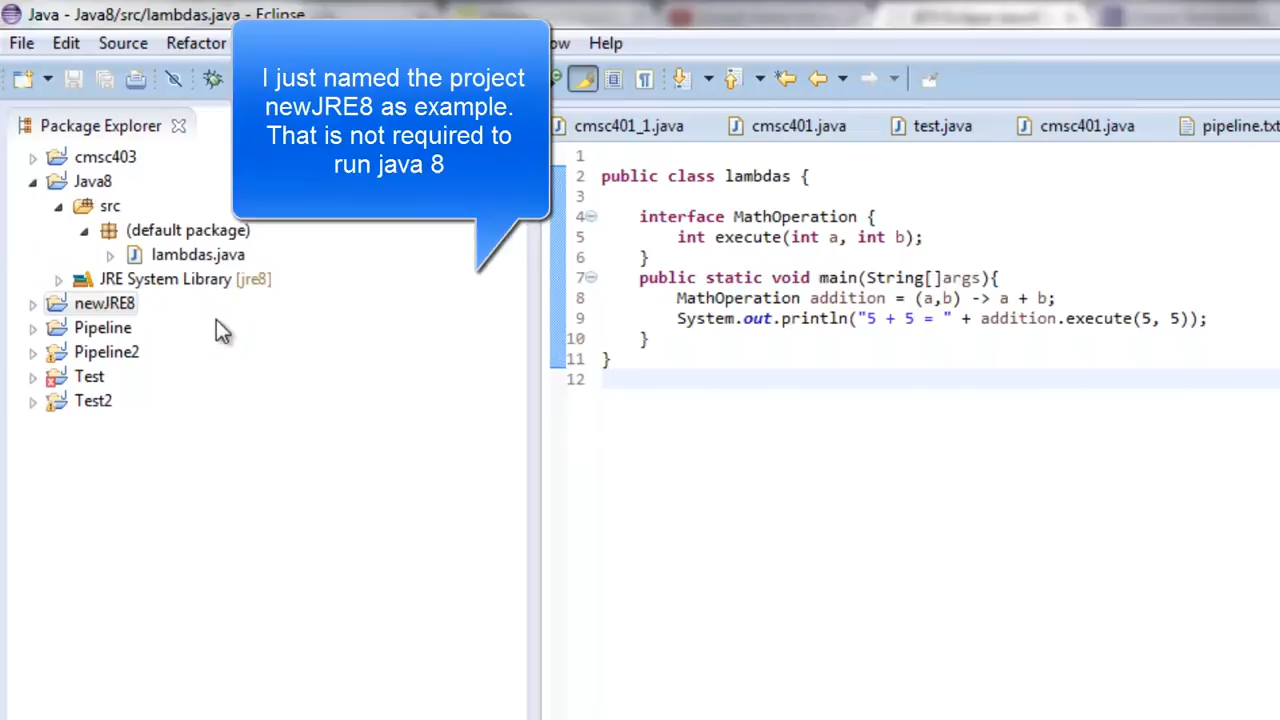 Java - Java8/src/lambdas.java - Eclipse
File Edit Source Refactor Help
I just named the project
newJRE8 as example.
That is not required to
run java 8
Package Explorer
cmsc403
Java8
src
(default package)
lambdas.java
JRE System Library [jre8]
newJRE8
Pipeline
Pipeline2
Test
Test2
cmsc401_1.java cmsc401.java test.java cmsc401.java pipeline.txt
1
2 public class lambdas {
3
4 interface MathOperation {
5 int execute(int a, int b);
6 }
7 public static void main(String[]args){
8 MathOperation addition = (a,b) -> a + b;
9 System.out.println("5 + 5 = " + addition.execute(5, 5));
10 }
11 }
12